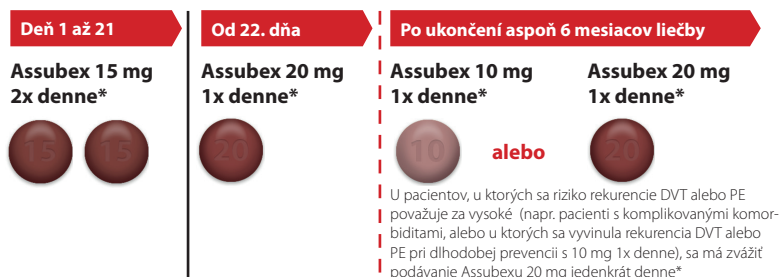 Deň 1 až 21
Assubex 15 mg
2x denne*
15
15
Od 22. dňa
Assubex 20 mg
1x denne*
20
Po ukončení aspoň 6 mesiacov liečby
Assubex 10 mg
1x denne*
10
alebo
Assubex 20 mg
1x denne*
20
U pacientov, u ktorých sa riziko rekurencie DVT alebo PE
považuje za vysoké (napr. pacienti s komplikovanými komor-
biditami, alebo u ktorých sa vyvinula rekurencia DVT alebo
PE pri dlhodobej prevencii s 10 mg 1x denne), sa má zvážiť
podávanie Assubexu 20 mg jedenkrát denne*